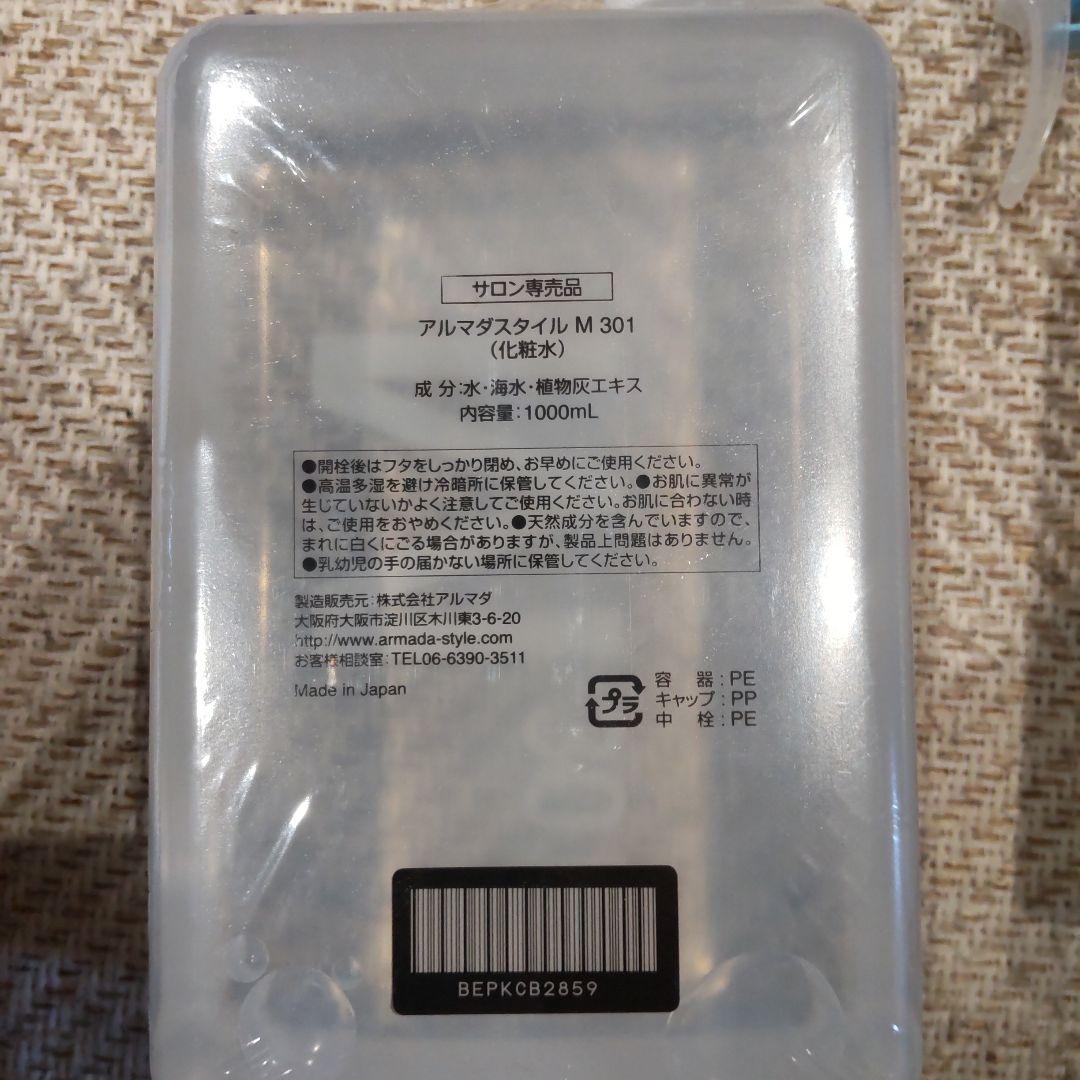 サロン専売品
アルマダスタイル M 301
（化粧水）
成 分：水・海水・植物灰エキス
内容量：1000mL
●開栓後はフタをしっかり閉め、お早めにご使用ください。
●高温多湿を避け冷暗所に保管してください。●お肌に異常が
生じていないかよく注意してご使用ください。お肌に合わない時
は、ご使用をおやめください。●天然成分を含んでいますので、
まれに白くにごる場合がありますが、製品上問題はありません。
●乳幼児の手の届かない場所に保管してください。
製造販売元：株式会社アルマダ
大阪府大阪市淀川区木川東3-6-20
http://www.armada-style.com
お客様相談室：TEL06-6390-3511
Made in Japan
プラ
容 器：PE
キャップ：PP
中 栓：PE
BEPKCB2859